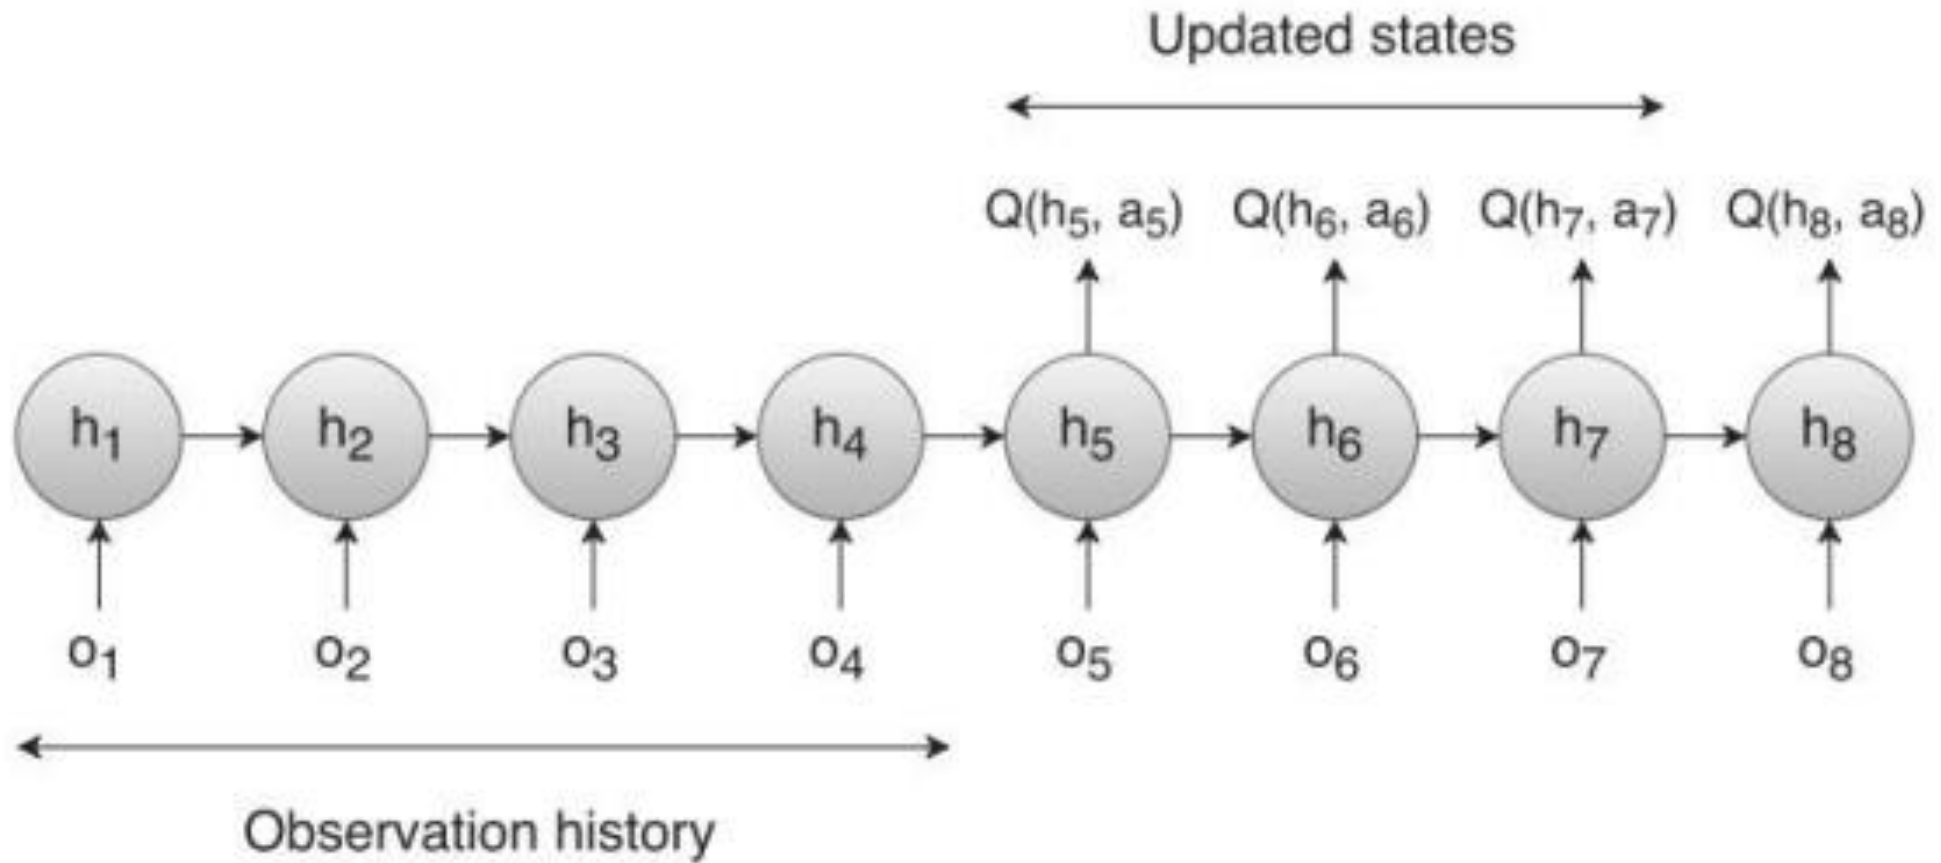 Updated states
Q(h5, a5) Q(h6, a6) Q(h7, a7) Q(h8, a8)
h1 h2 h3 h4 h5 h6 h7 h8
o1 o2 o3 o4 o5 o6 o7 o8
Observation history